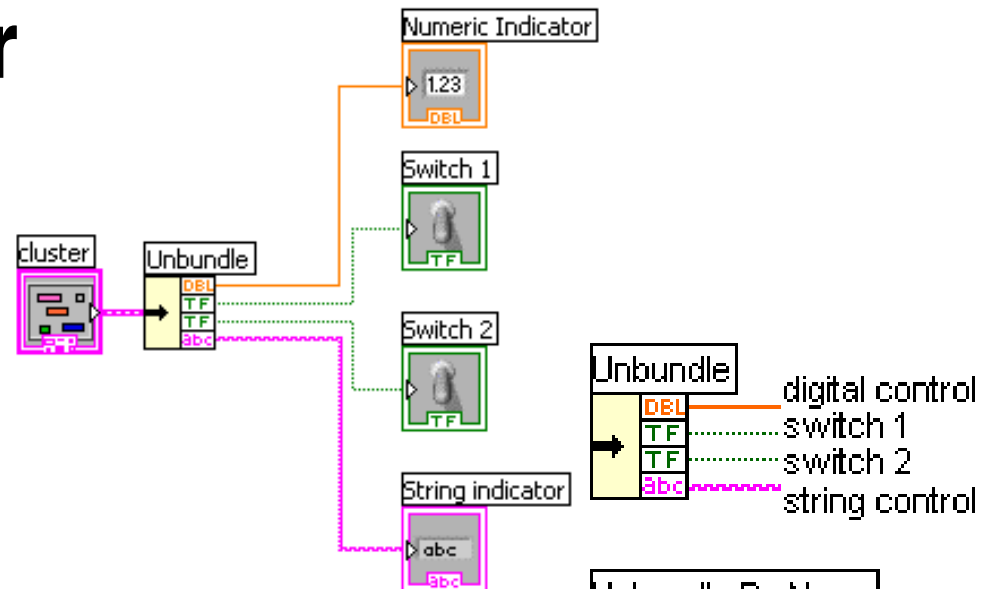 r
Numeric Indicator
1.23
DBL
Switch 1
TF
cluster
Unbundle
DBL
TF
TF
abc
Switch 2
TF
Unbundle
DBL
TF
TF
abc
digital control
switch 1
switch 2
string control
String indicator
abc
abc